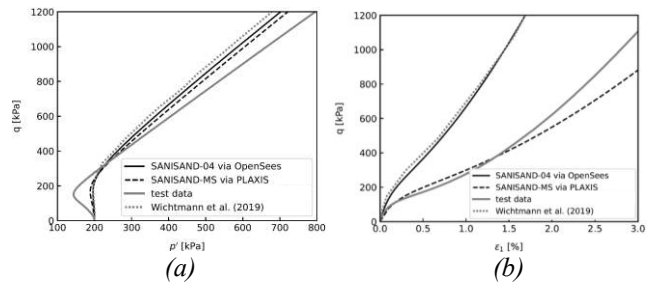 1200
1000
800
600
400
200
0
q [kPa]
SANISAND-04 via OpenSees
SANISAND-MS via PLAXIS
test data
Wichtmann et al. (2019)
100 200 300 400 500 600 700 800
p' [kPa]
(a)
1200
1000
800
600
400
200
0
q [kPa]
SANISAND-04 via OpenSees
SANISAND-MS via PLAXIS
test data
Wichtmann et al. (2019)
0.0 0.5 1.0 1.5 2.0 2.5 3.0
ε₁ [%]
(b)